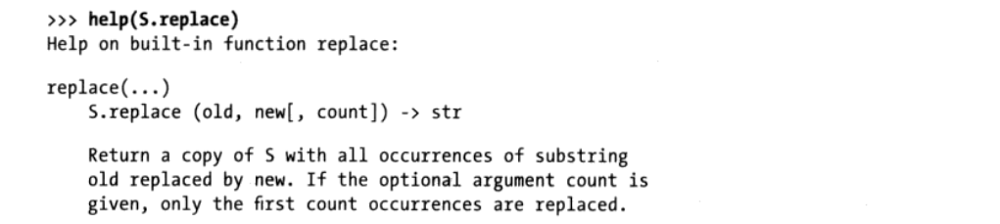 >>> help(S.replace)
Help on built-in function replace:
replace(...)
S.replace (old, new[, count]) -> str
Return a copy of S with all occurrences of substring
old replaced by new. If the optional argument count is
given, only the first count occurrences are replaced.